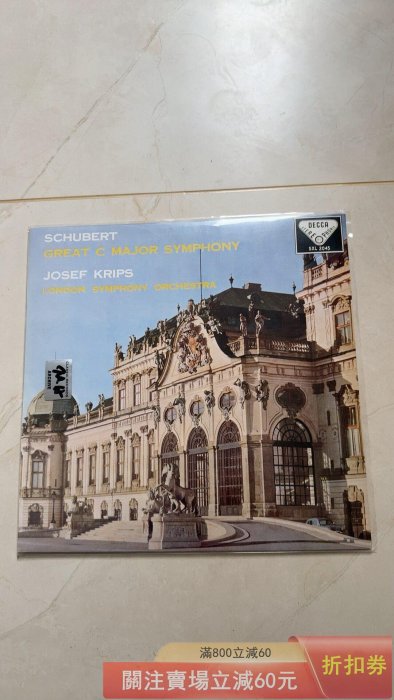 SCHUBERT
GREAT C MAJOR SYMPHONY
JOSEF KRIPS
LONDON SYMPHONY ORCHESTRA
DECCA
SXL 2045
滿800立減60
關注賣場立減60元
折扣券